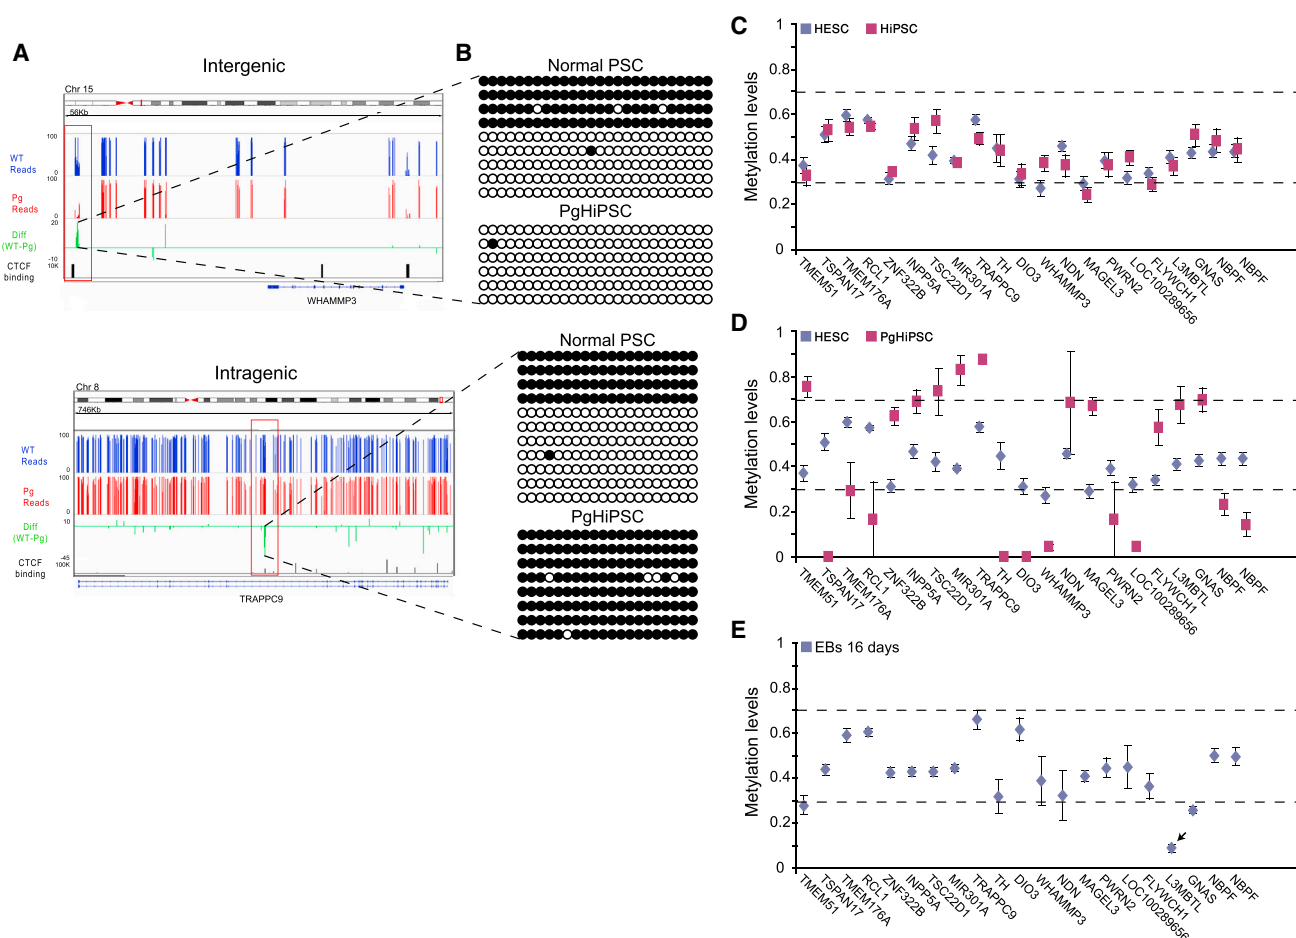 A
Intergenic
Chr 15
56Kb
100
WT
Reads
0
100
Pg
Reads
0
20
Diff
(WT-Pg)
-10
CTCF
binding
10K
WHAMMP3
Intragenic
Chr 8
746Kb
100
WT
Reads
0
100
Pg
Reads
0
10
Diff
(WT-Pg)
-45
CTCF
binding
100K
TRAPPC9
B
Normal PSC
PgHiPSC
Normal PSC
PgHiPSC
C
HESC
HiPSC
Metylation levels
1
0.8
0.6
0.4
0.2
0
TMEM51
TSPAN17
TMEM176A
RCL1
ZNF322B
INPP5A
TSC22D1
MIR301A
TRAPPC9
TH
DIO3
WHAMMP3
NDN
MAGEL3
PWRN2
LOC100289656
FLYWCH1
L3MBTL
GNAS
NBPF
NBPF
D
HESC
PgHiPSC
Metylation levels
1
0.8
0.6
0.4
0.2
0
TMEM51
TSPAN17
TMEM176A
RCL1
ZNF322B
INPP5A
TSC22D1
MIR301A
TRAPPC9
TH
DIO3
WHAMMP3
NDN
MAGEL3
PWRN2
LOC100289656
FLYWCH1
L3MBTL
GNAS
NBPF
NBPF
E
EBs 16 days
Metylation levels
1
0.8
0.6
0.4
0.2
0
TMEM51
TSPAN17
TMEM176A
RCL1
ZNF322B
INPP5A
TSC22D1
MIR301A
TRAPPC9
TH
DIO3
WHAMMP3
NDN
MAGEL3
PWRN2
LOC100289656
FLYWCH1
L3MBTL
GNAS
NBPF
NBPF